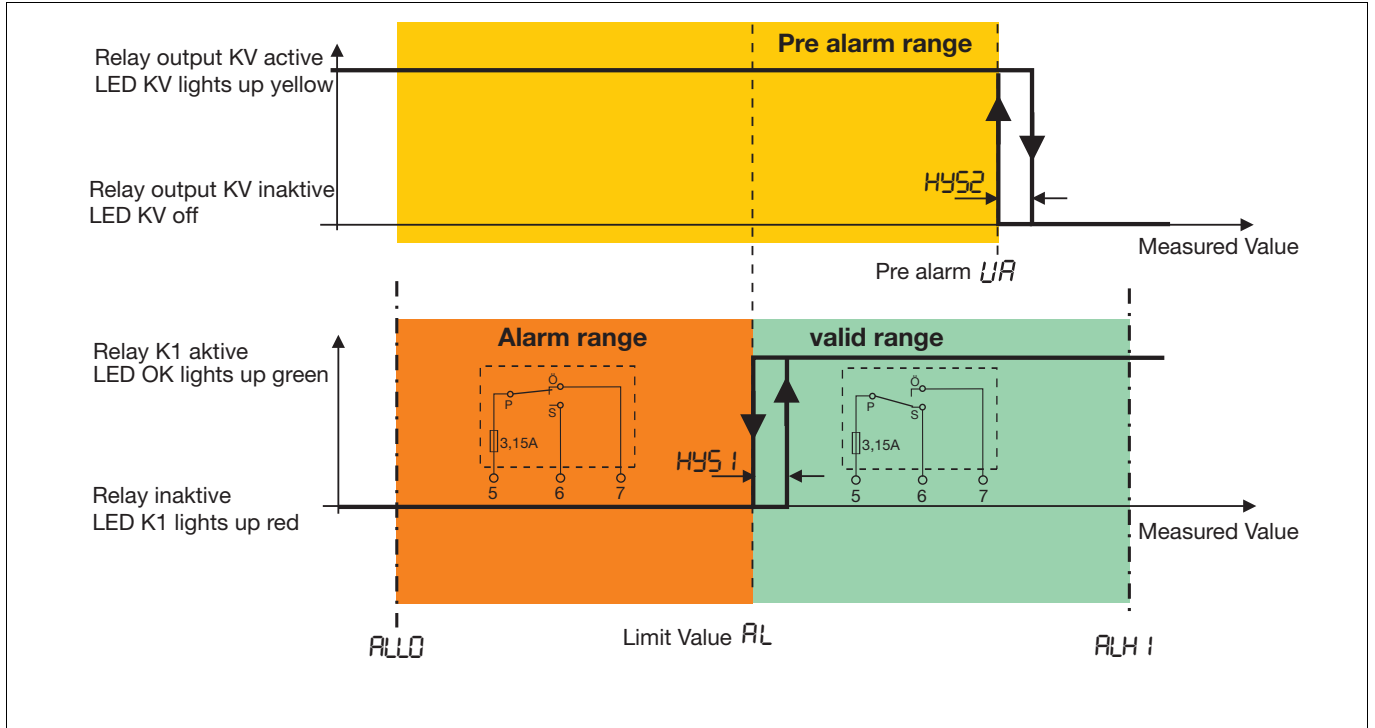 Pre alarm range
Relay output KV active
LED KV lights up yellow
HYS2
Relay output KV inaktive
LED KV off
Measured Value
Pre alarm VA
Alarm range
valid range
Relay K1 aktive
LED OK lights up green
Ö
P
S
3,15A
5
6
7
HYS1
Ö
P
S
3,15A
5
6
7
Relay inaktive
LED K1 lights up red
Measured Value
ALLO
Limit Value AL
ALHI